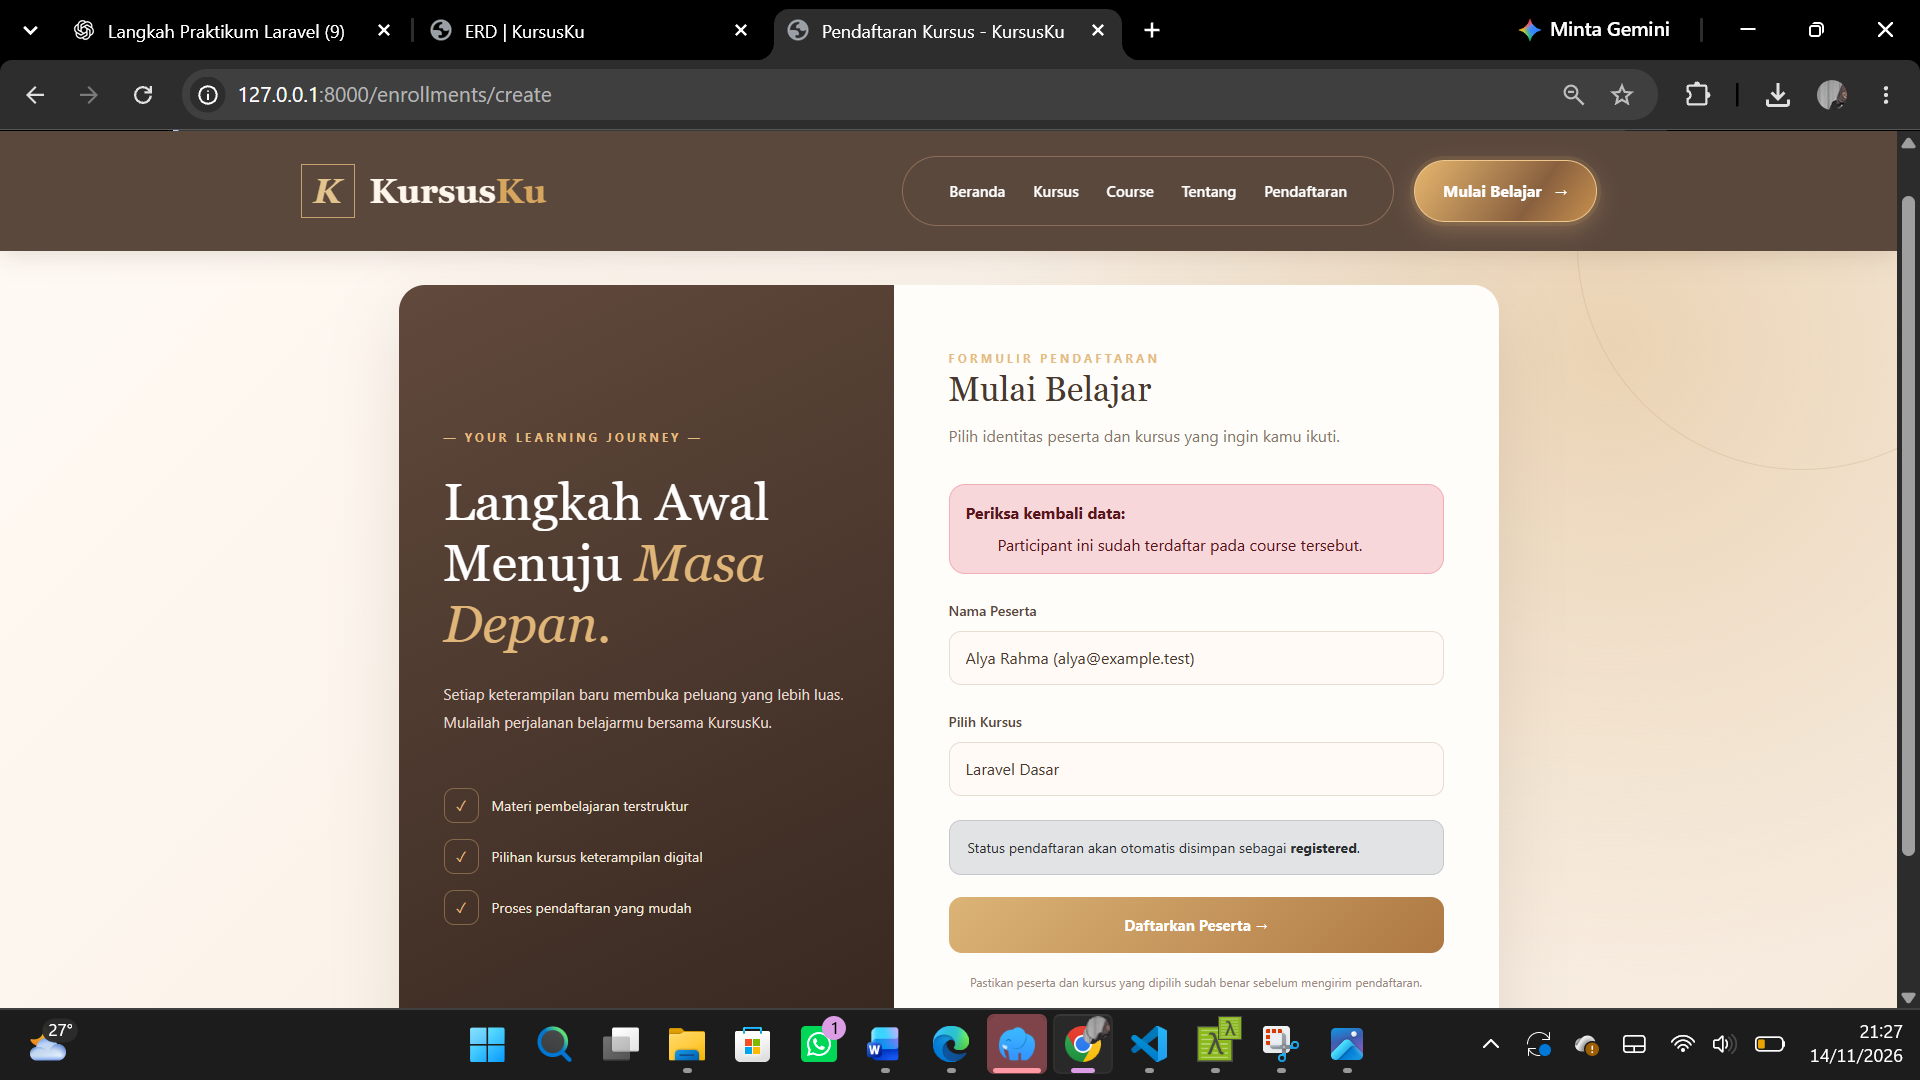 Langkah Praktikum Laravel (9)
ERD | KursusKu
Pendaftaran Kursus - KursusKu
Minta Gemini
127.0.0.1:8000/enrollments/create
K KursusKu
Beranda Kursus Course Tentang Pendaftaran
Mulai Belajar →
— YOUR LEARNING JOURNEY —
Langkah Awal
Menuju Masa
Depan.
Setiap keterampilan baru membuka peluang yang lebih luas.
Mulailah perjalanan belajarmu bersama KursusKu.
✓ Materi pembelajaran terstruktur
✓ Pilihan kursus keterampilan digital
✓ Proses pendaftaran yang mudah
FORMULIR PENDAFTARAN
Mulai Belajar
Pilih identitas peserta dan kursus yang ingin kamu ikuti.
Periksa kembali data:
Participant ini sudah terdaftar pada course tersebut.
Nama Peserta
Alya Rahma (alya@example.test)
Pilih Kursus
Laravel Dasar
Status pendaftaran akan otomatis disimpan sebagai registered.
Daftarkan Peserta →
Pastikan peserta dan kursus yang dipilih sudah benar sebelum mengirim pendaftaran.
27°
1
21:27
14/11/2026